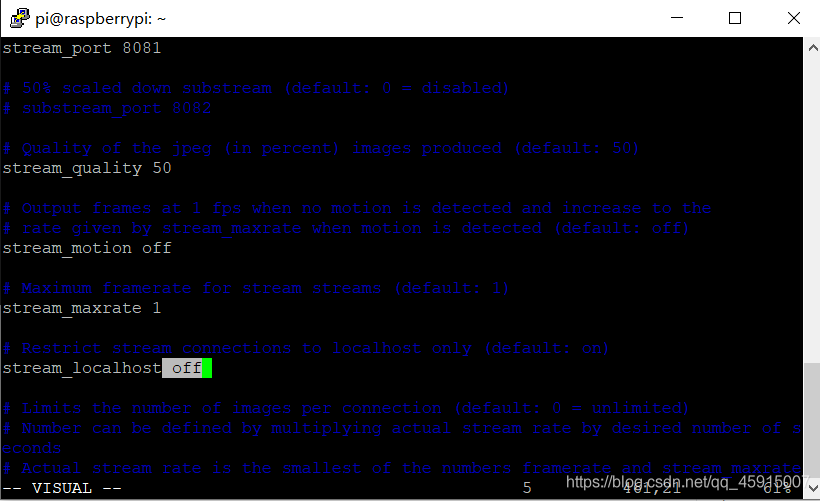 pi@raspberrypi: ~
stream_port 8081
# 50% scaled down substream (default: 0 = disabled)
# substream_port 8082
# Quality of the jpeg (in percent) images produced (default: 50)
stream_quality 50
# Output frames at 1 fps when no motion is detected and increase to the
# rate given by stream_maxrate when motion is detected (default: off)
stream_motion off
# Maximum framerate for stream streams (default: 1)
stream_maxrate 1
# Restrict stream connections to localhost only (default: on)
stream_localhost off
# Limits the number of images per connection (default: 0 = unlimited)
# Number can be defined by multiplying actual stream rate by desired number of s
econds
# Actual stream rate is the smallest of the numbers framerate and stream_maxrate
-- VISUAL -- 5 461,21 61%
https://blog.csdn.net/qq_45915007